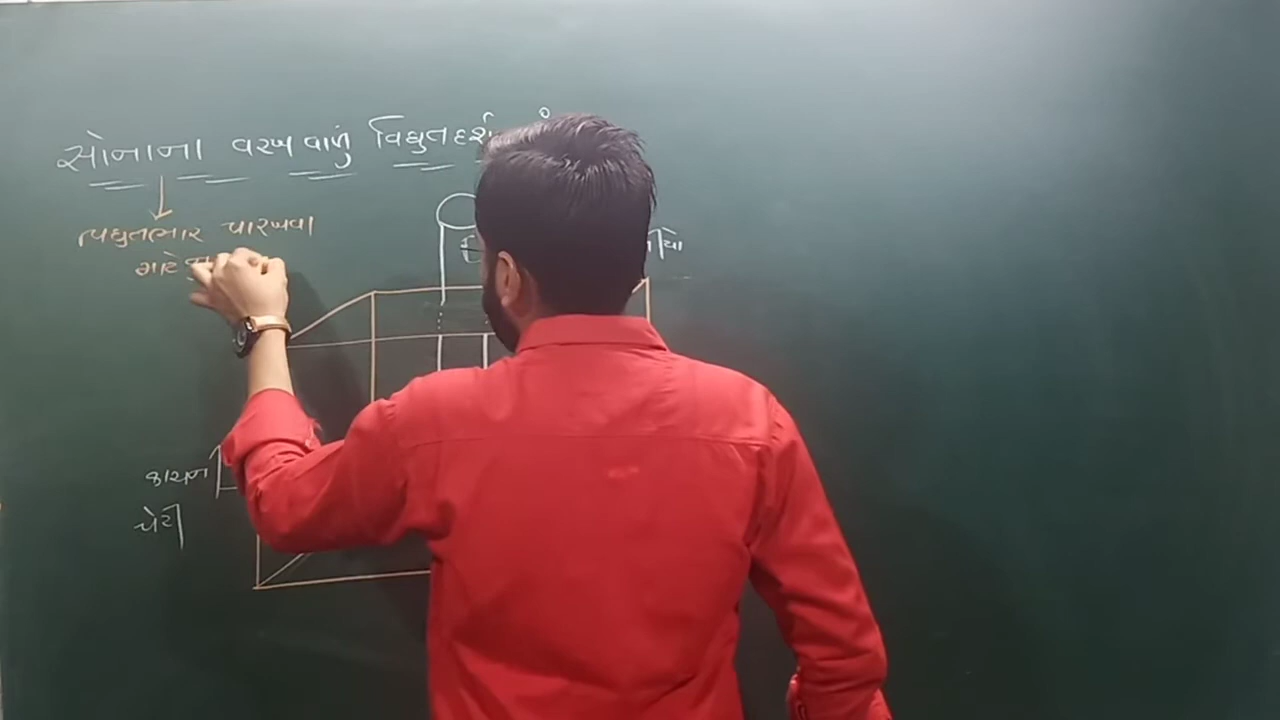 સોનાના વરખ વાળું વિદ્યુતદર્શ
વિદ્યુતભાર પારખવા
માટેનું
કાચની
પેટી